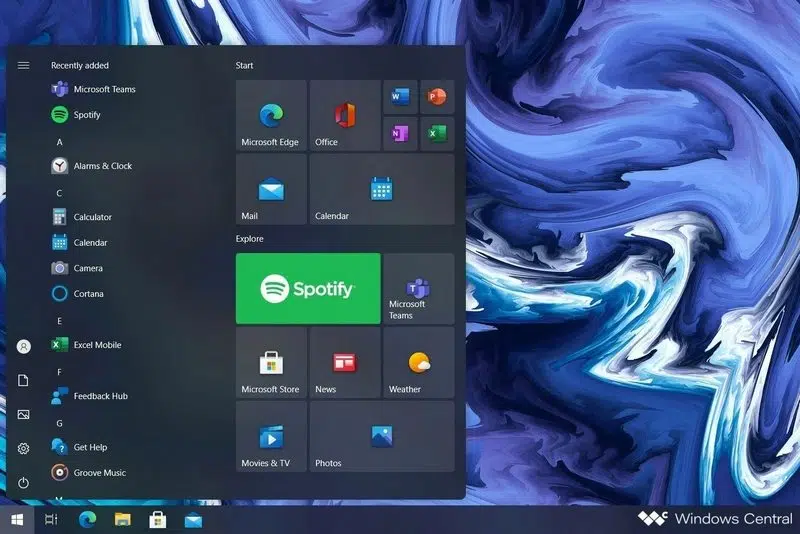 Recently added
Microsoft Teams
Spotify
A
Alarms & Clock
C
Calculator
Calendar
Camera
Cortana
E
Excel Mobile
F
Feedback Hub
G
Get Help
Groove Music
Start
Microsoft Edge
Office
Mail
Calendar
Explore
Spotify
Microsoft
Teams
Microsoft Store
News
Weather
Movies & TV
Photos
Windows Central